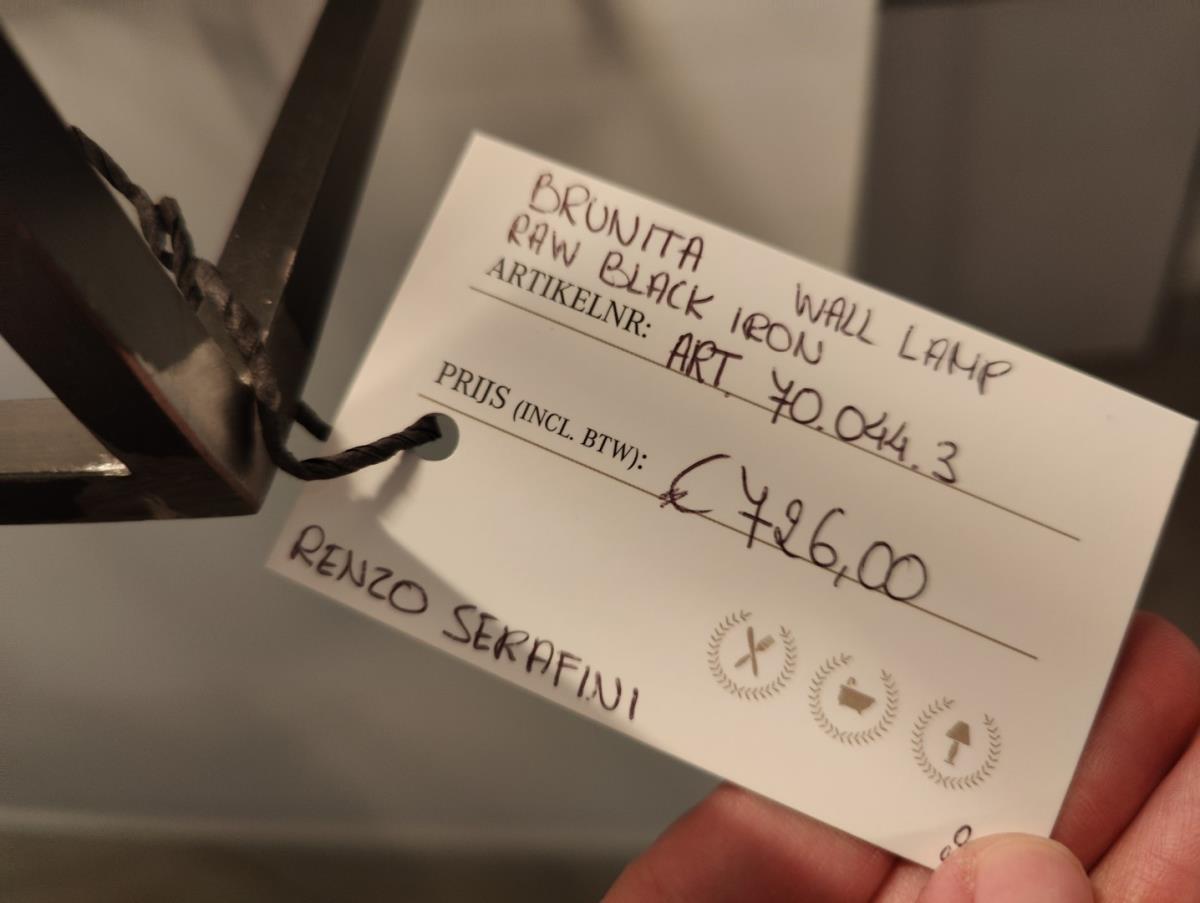 BRUNITA WALL LAMP
RAW BLACK IRON
ARTIKELNR: ART. 70.044.3
PRIJS (INCL. BTW): € 726,00
RENZO SERAFINI